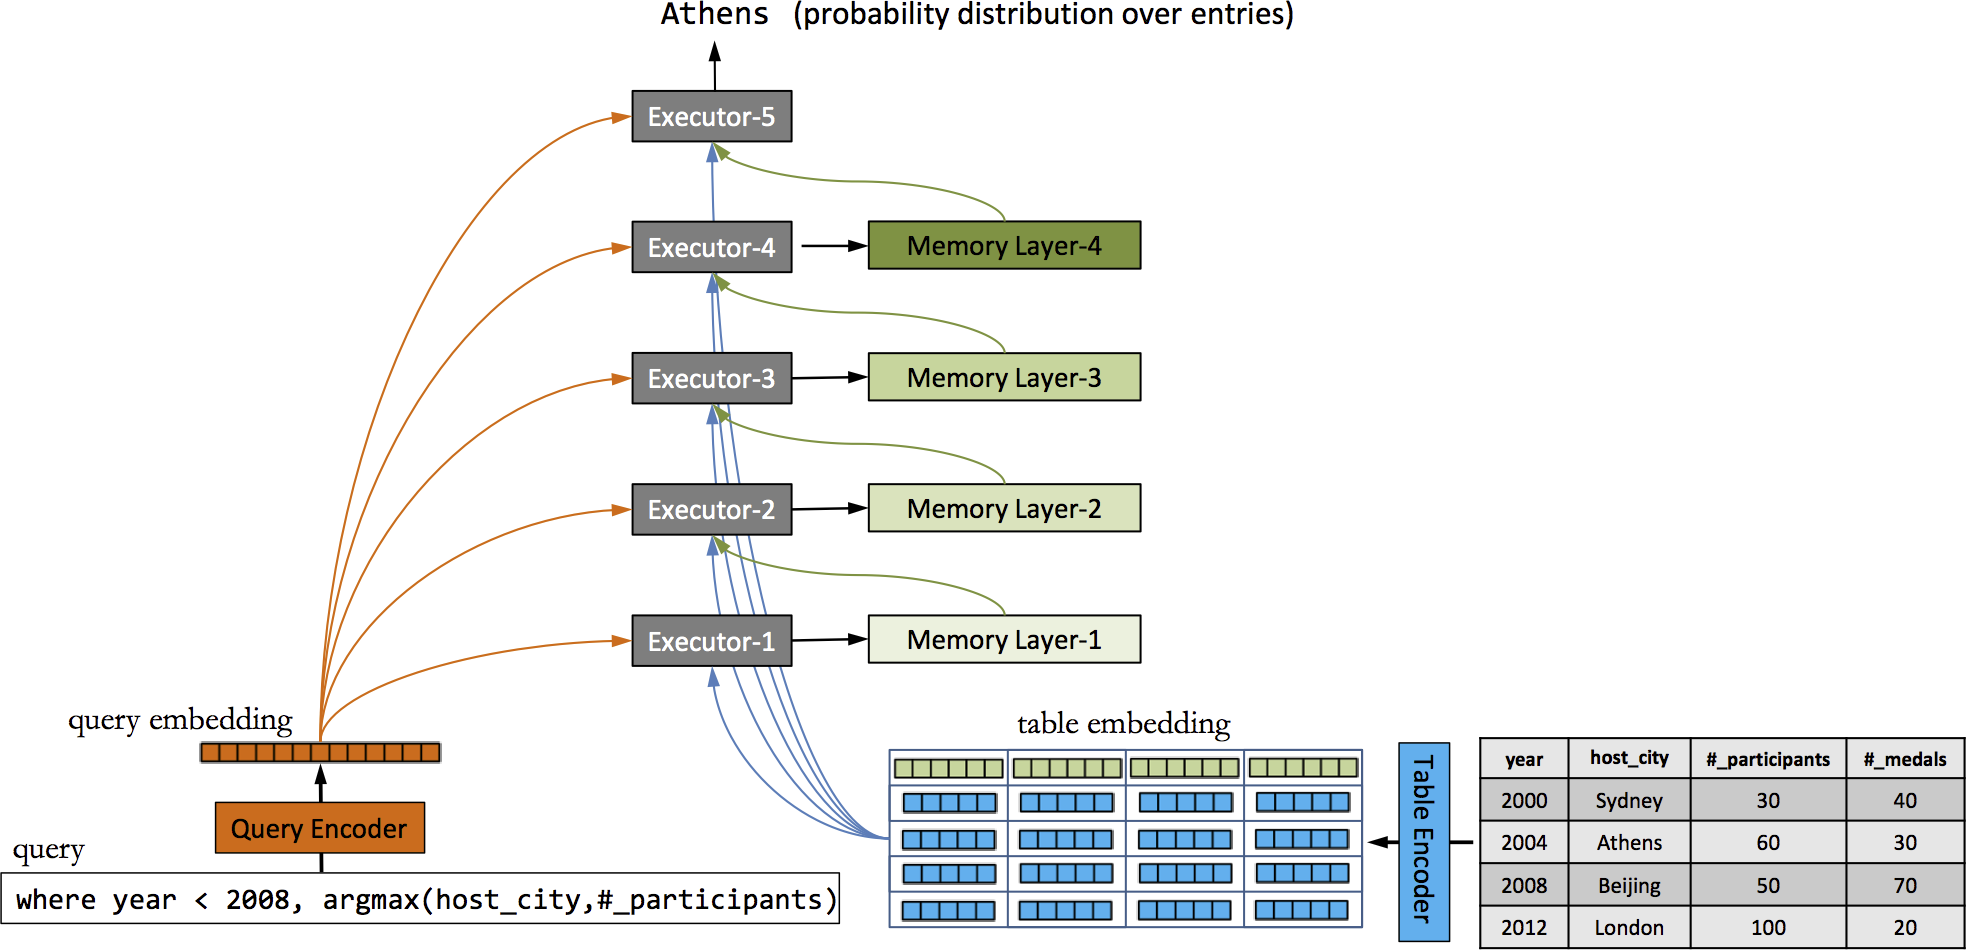 Athens (probability distribution over entries)
Executor-5
Executor-4
Memory Layer-4
Executor-3
Memory Layer-3
Executor-2
Memory Layer-2
Executor-1
Memory Layer-1
query embedding
Query Encoder
query
where year < 2008, argmax(host_city,#_participants)
table embedding
Table Encoder
year host_city #_participants #_medals
2000 Sydney 30 40
2004 Athens 60 30
2008 Beijing 50 70
2012 London 100 20